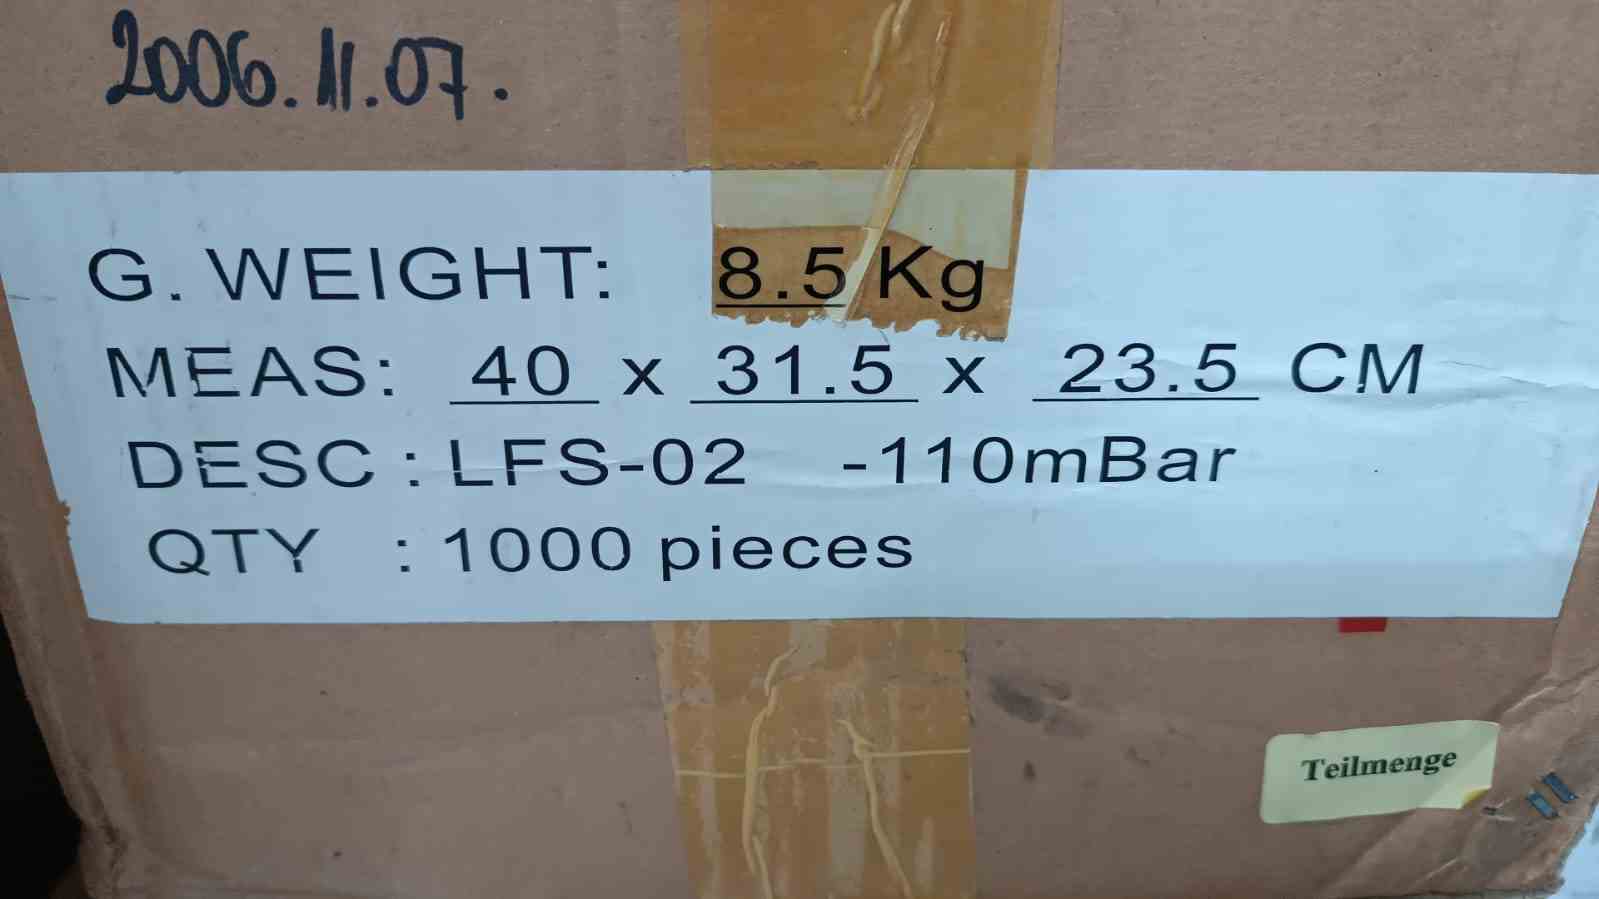 2006.11.07.
G. WEIGHT: 8.5 Kg
MEAS: 40 x 31.5 x 23.5 CM
DESC : LFS-02 -110mBar
QTY : 1000 pieces
Teilmenge